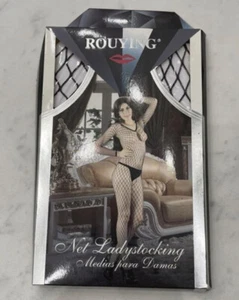 ROUYING®
Net Ladystocking
Medias para Damas